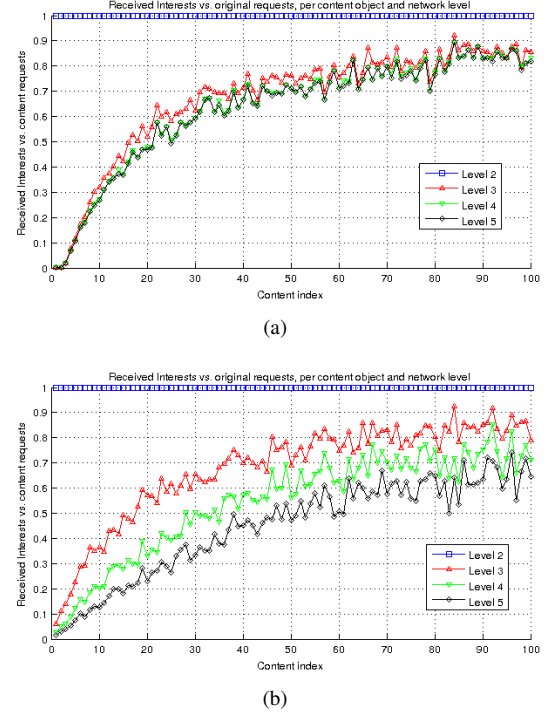 Received Interests vs. original requests, per content object and network level
1
0.9
0.8
0.7
0.6
0.5
0.4
0.3
0.2
0.1
0
Received Interests vs. content requests
Level 2
Level 3
Level 4
Level 5
0 10 20 30 40 50 60 70 80 90 100
Content index
(a)
Received Interests vs. original requests, per content object and network level
1
0.9
0.8
0.7
0.6
0.5
0.4
0.3
0.2
0.1
0
Received Interests vs. content requests
Level 2
Level 3
Level 4
Level 5
0 10 20 30 40 50 60 70 80 90 100
Content index
(b)